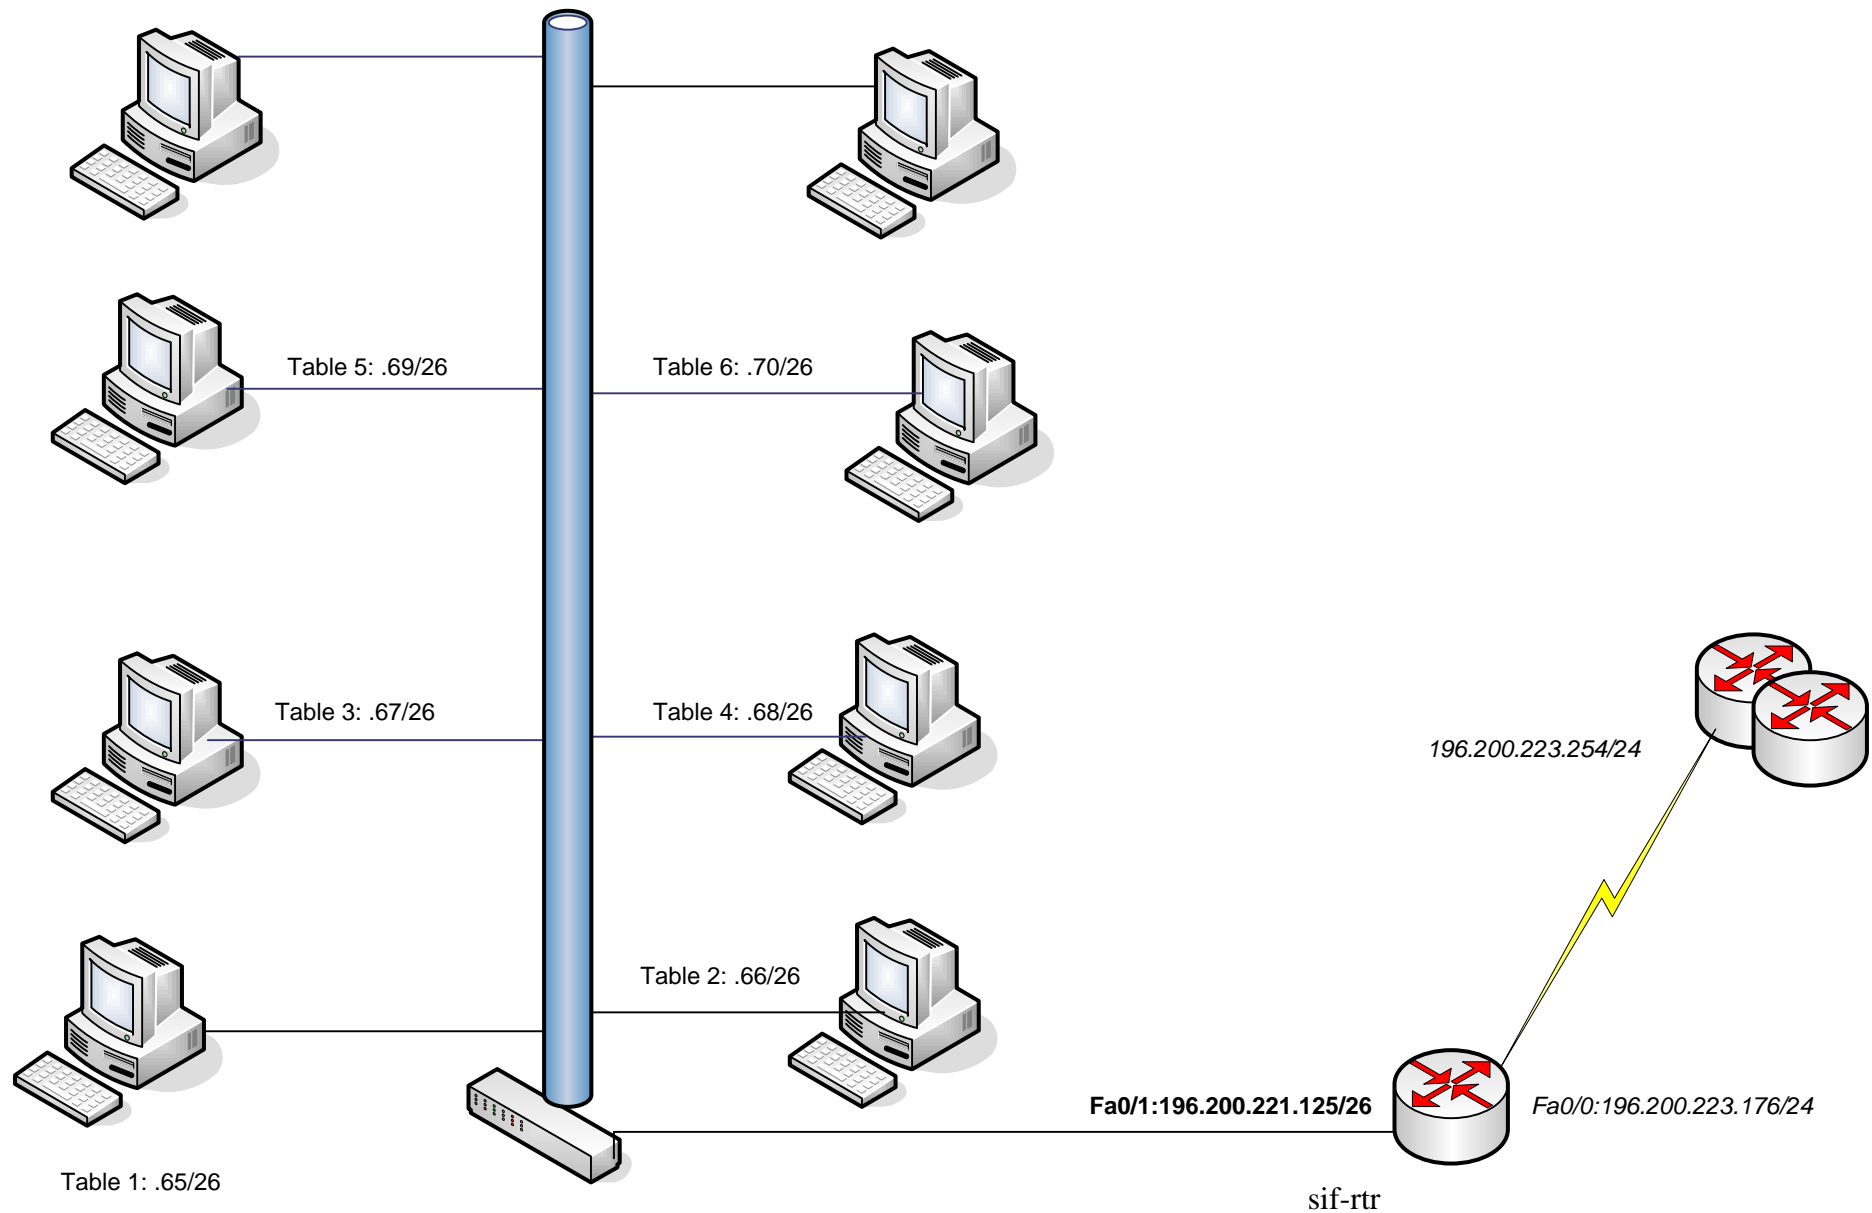 Table 5: .69/26
Table 6: .70/26
Table 3: .67/26
Table 4: .68/26
196.200.223.254/24
Table 2: .66/26
Fa0/1:196.200.221.125/26
Fa0/0:196.200.223.176/24
Table 1: .65/26
sif-rtr